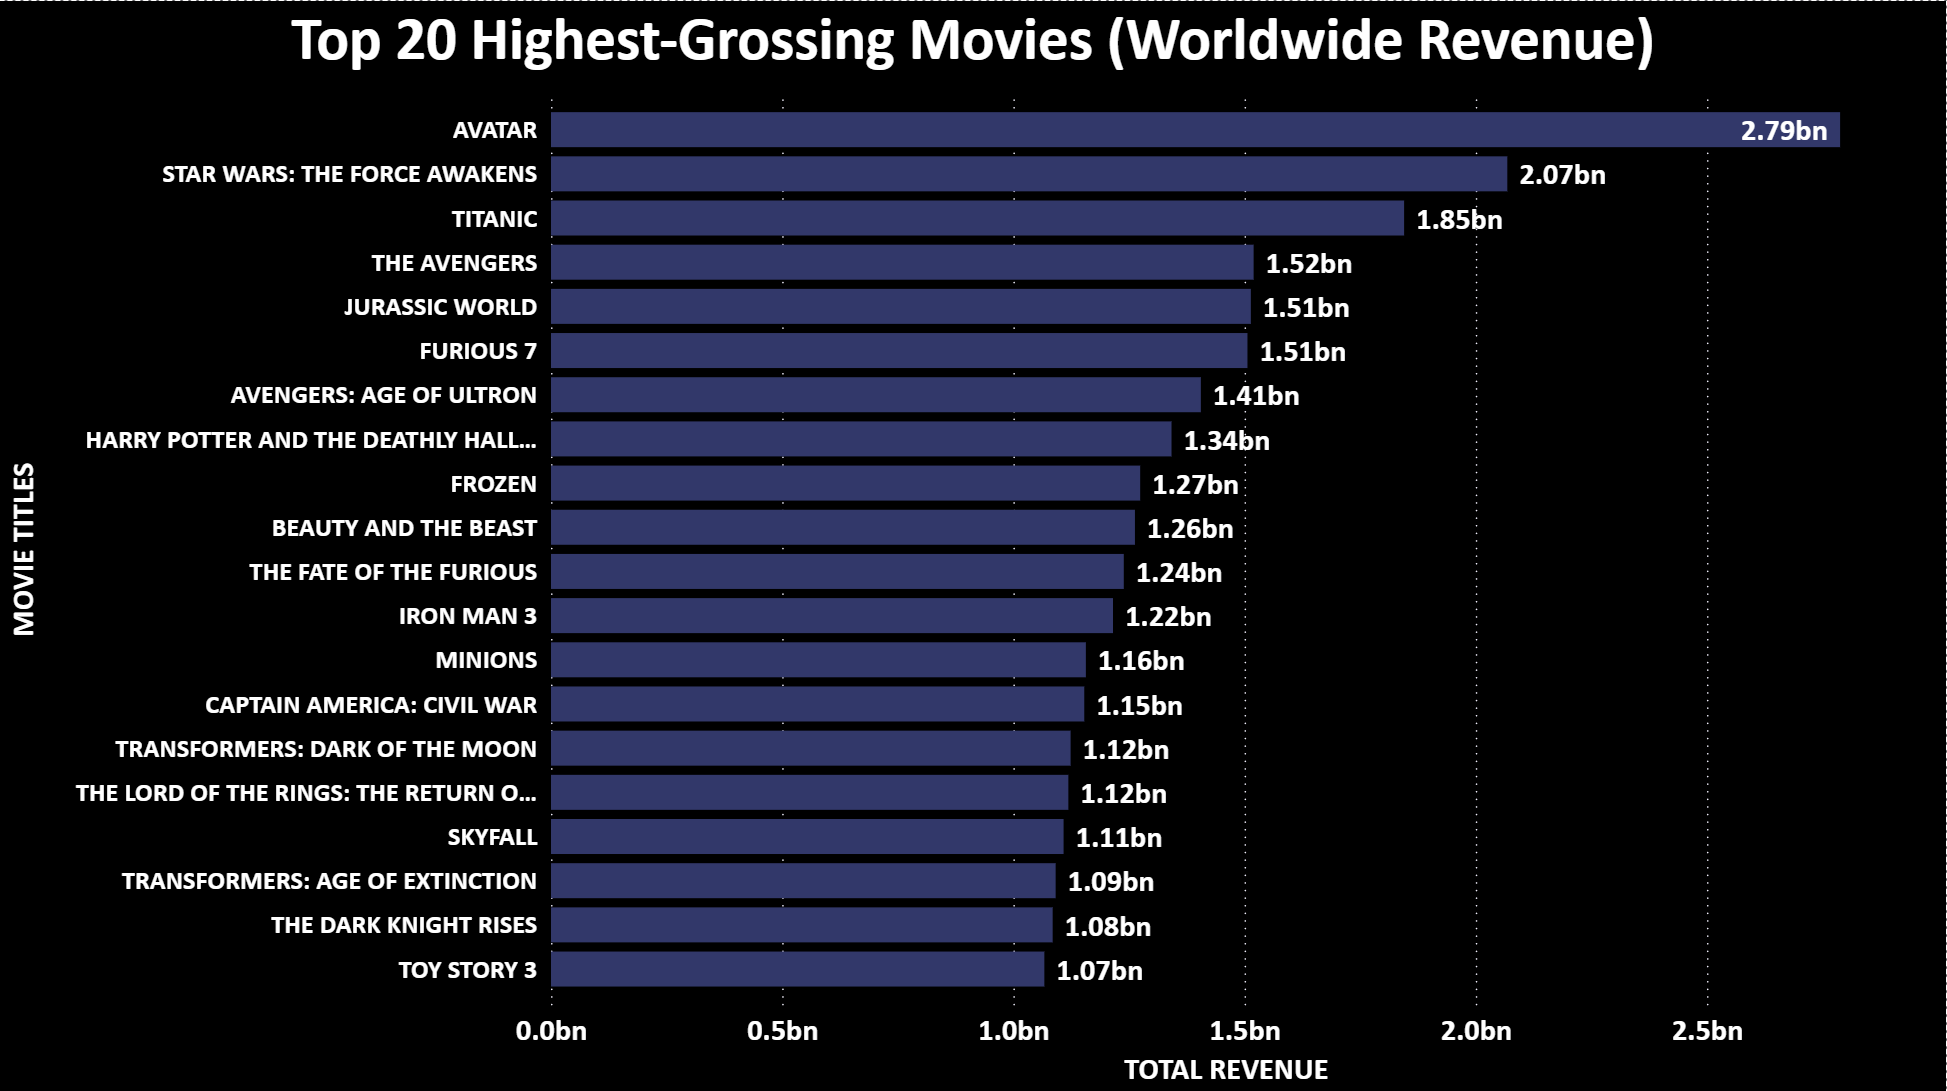 Top 20 Highest-Grossing Movies (Worldwide Revenue)
MOVIE TITLES
AVATAR 2.79bn
STAR WARS: THE FORCE AWAKENS 2.07bn
TITANIC 1.85bn
THE AVENGERS 1.52bn
JURASSIC WORLD 1.51bn
FURIOUS 7 1.51bn
AVENGERS: AGE OF ULTRON 1.41bn
HARRY POTTER AND THE DEATHLY HALL... 1.34bn
FROZEN 1.27bn
BEAUTY AND THE BEAST 1.26bn
THE FATE OF THE FURIOUS 1.24bn
IRON MAN 3 1.22bn
MINIONS 1.16bn
CAPTAIN AMERICA: CIVIL WAR 1.15bn
TRANSFORMERS: DARK OF THE MOON 1.12bn
THE LORD OF THE RINGS: THE RETURN O... 1.12bn
SKYFALL 1.11bn
TRANSFORMERS: AGE OF EXTINCTION 1.09bn
THE DARK KNIGHT RISES 1.08bn
TOY STORY 3 1.07bn
0.0bn 0.5bn 1.0bn 1.5bn 2.0bn 2.5bn
TOTAL REVENUE